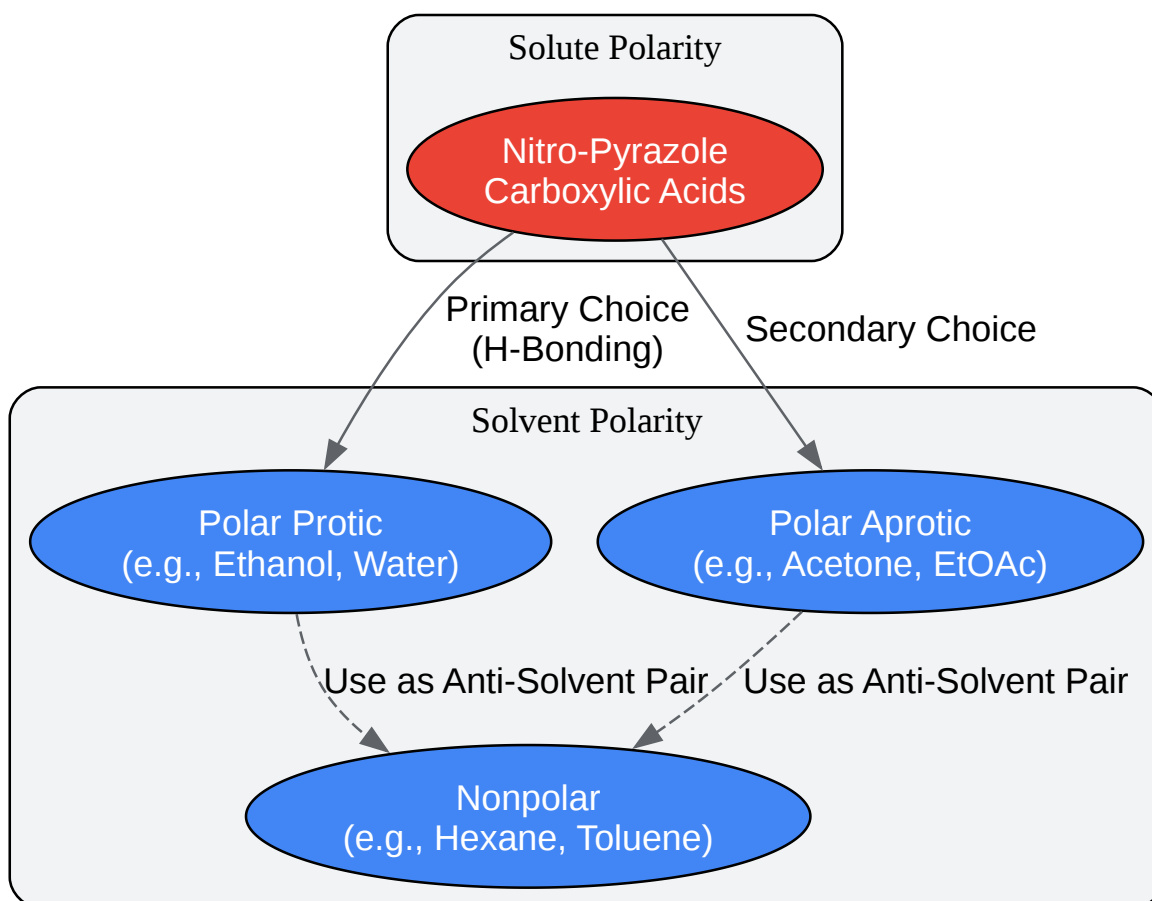 Solute Polarity
Nitro-Pyrazole
Carboxylic Acids
Primary Choice
(H-Bonding)
Secondary Choice
Solvent Polarity
Polar Protic
(e.g., Ethanol, Water)
Polar Aprotic
(e.g., Acetone, EtOAc)
Use as Anti-Solvent Pair
Use as Anti-Solvent Pair
Nonpolar
(e.g., Hexane, Toluene)